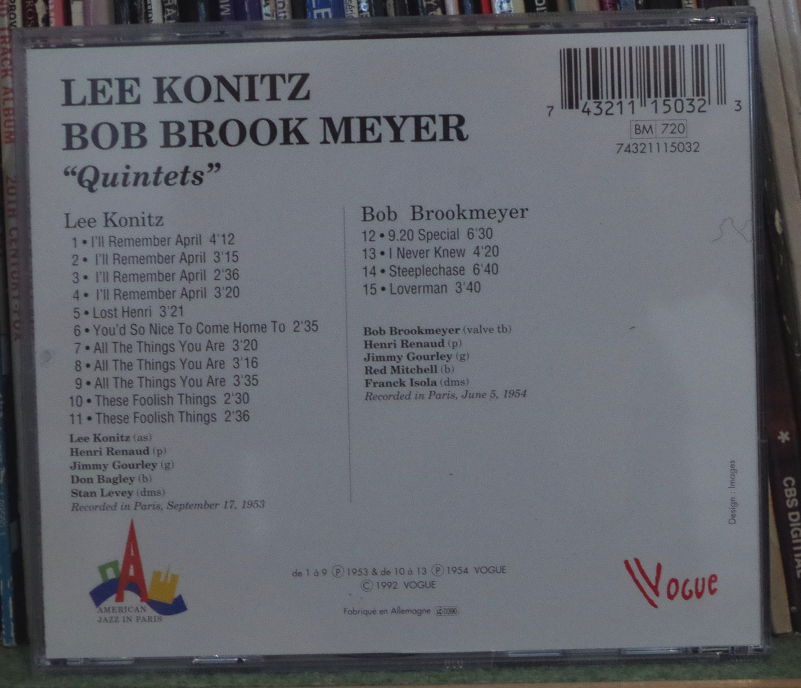 LEE KONITZ
BOB BROOK MEYER
“Quintets”
7 43211 15032 3
BM 720
74321115032
Lee Konitz
1 • I'll Remember April 4'12
2 • I'll Remember April 3'15
3 • I'll Remember April 2'36
4 • I'll Remember April 3'20
5 • Lost Henri 3'21
6 • You'd So Nice To Come Home To 2'35
7 • All The Things You Are 3'20
8 • All The Things You Are 3'16
9 • All The Things You Are 3'35
10 • These Foolish Things 2'30
11 • These Foolish Things 2'36
Lee Konitz (as)
Henri Renaud (p)
Jimmy Gourley (g)
Don Bagley (b)
Stan Levey (dms)
Recorded in Paris, September 17, 1953
Bob Brookmeyer
12 • 9.20 Special 6'30
13 • I Never Knew 4'20
14 • Steeplechase 6'40
15 • Loverman 3'40
Bob Brookmeyer (valve tb)
Henri Renaud (p)
Jimmy Gourley (g)
Red Mitchell (b)
Franck Isola (dms)
Recorded in Paris, June 5, 1954
Design : Images
AMERICAN
JAZZ IN PARIS
de 1 à 9 ℗ 1953 & de 10 à 13 ℗ 1954 VOGUE
© 1992 VOGUE
Fabriqué en Allemagne
VOGUE
TRACK ALBUM
20TH CENTURY
CBS DIGITAL